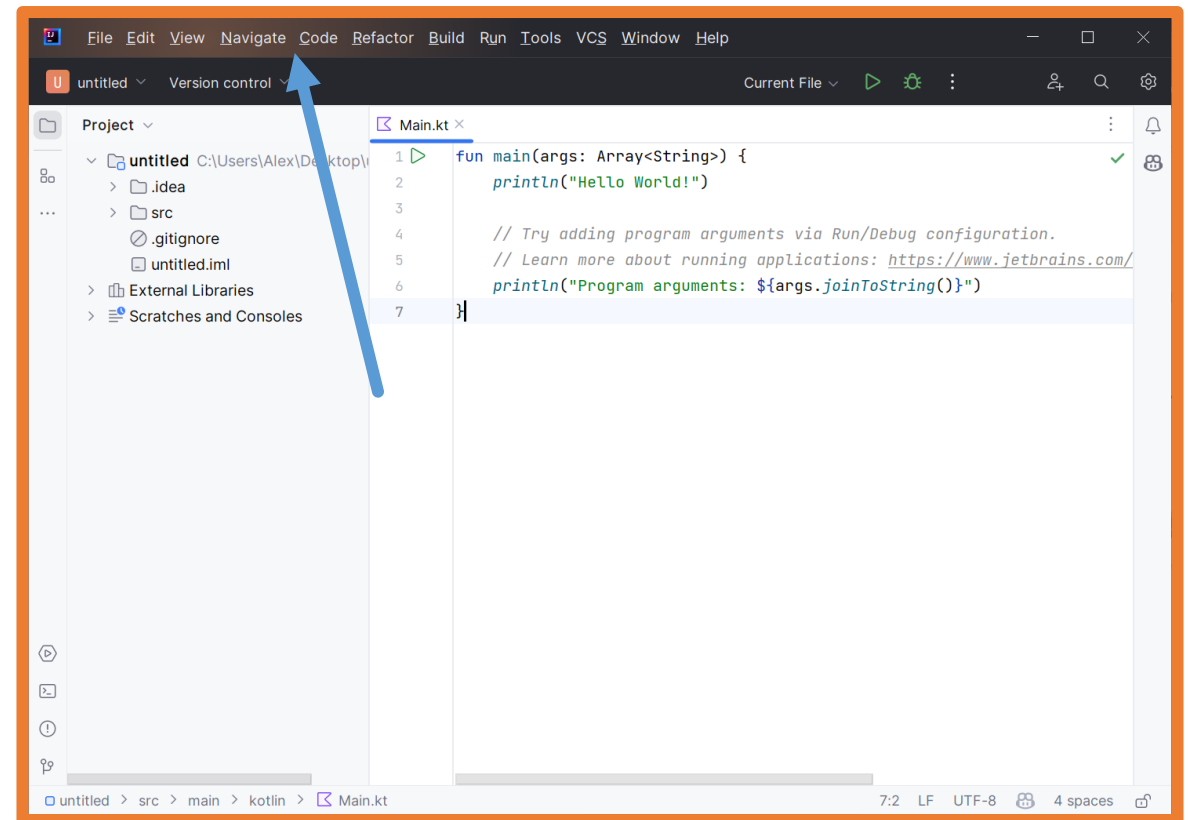 File Edit View Navigate Code Refactor Build Run Tools VCS Window Help
U untitled Version control Current File
Project
Main.kt
untitled C:\Users\Alex\Desktop\
.idea
src
.gitignore
untitled.iml
External Libraries
Scratches and Consoles
1 fun main(args: Array<String>) {
2 println("Hello World!")
3
4 // Try adding program arguments via Run/Debug configuration.
5 // Learn more about running applications: https://www.jetbrains.com/
6 println("Program arguments: ${args.joinToString()}")
7 }
untitled > src > main > kotlin > Main.kt 7:2 LF UTF-8 4 spaces